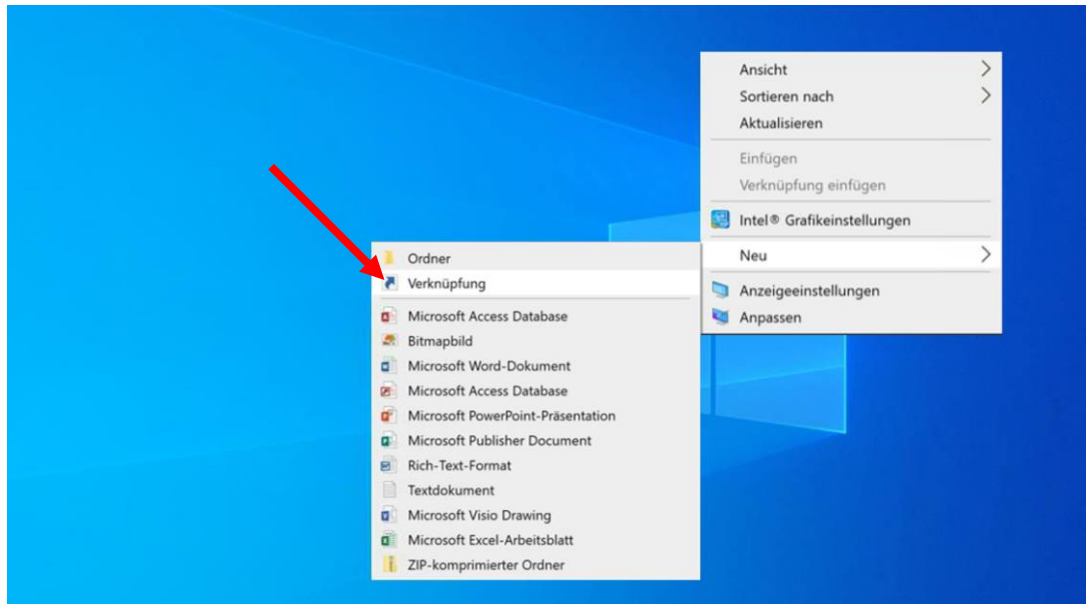 Ansicht
Sortieren nach
Aktualisieren
Einfügen
Verknüpfung einfügen
Intel® Grafikeinstellungen
Neu
Anzeigeeinstellungen
Anpassen
Ordner
Verknüpfung
Microsoft Access Database
Bitmapbild
Microsoft Word-Dokument
Microsoft Access Database
Microsoft PowerPoint-Präsentation
Microsoft Publisher Document
Rich-Text-Format
Textdokument
Microsoft Visio Drawing
Microsoft Excel-Arbeitsblatt
ZIP-komprimierter Ordner